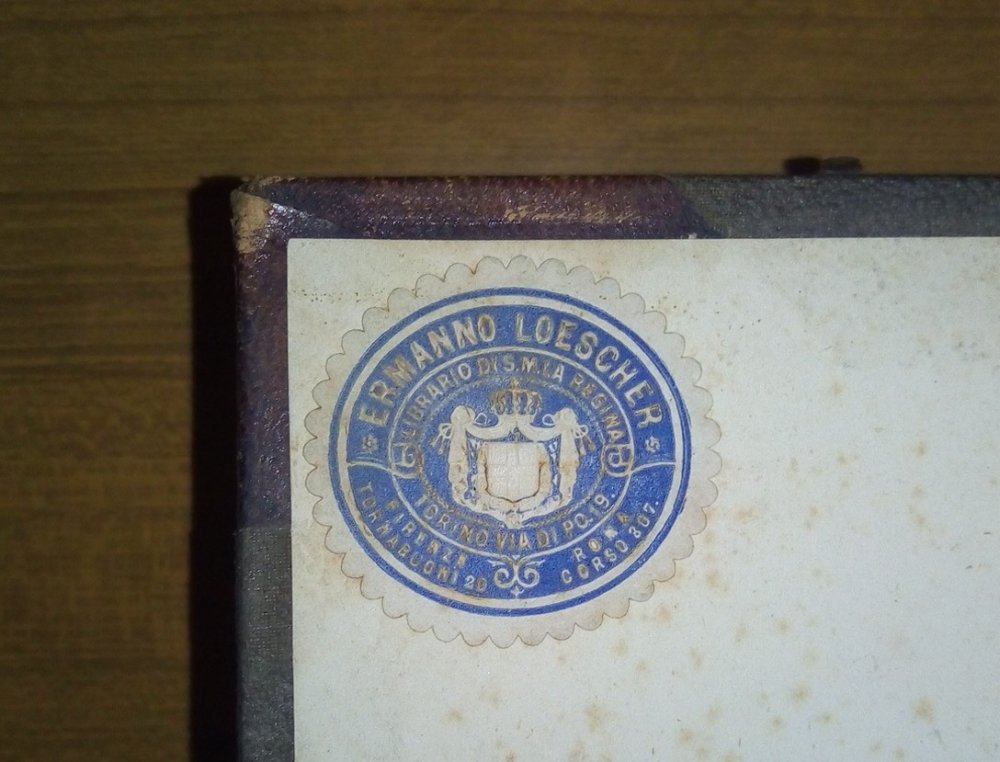 ERMANNO LOESCHER
LIBRARIO DI S. M. LA REGINA
TORINO VIA DI PO. 19.
FIRENZE
TORNABUONI 20
ROMA
CORSO 307.